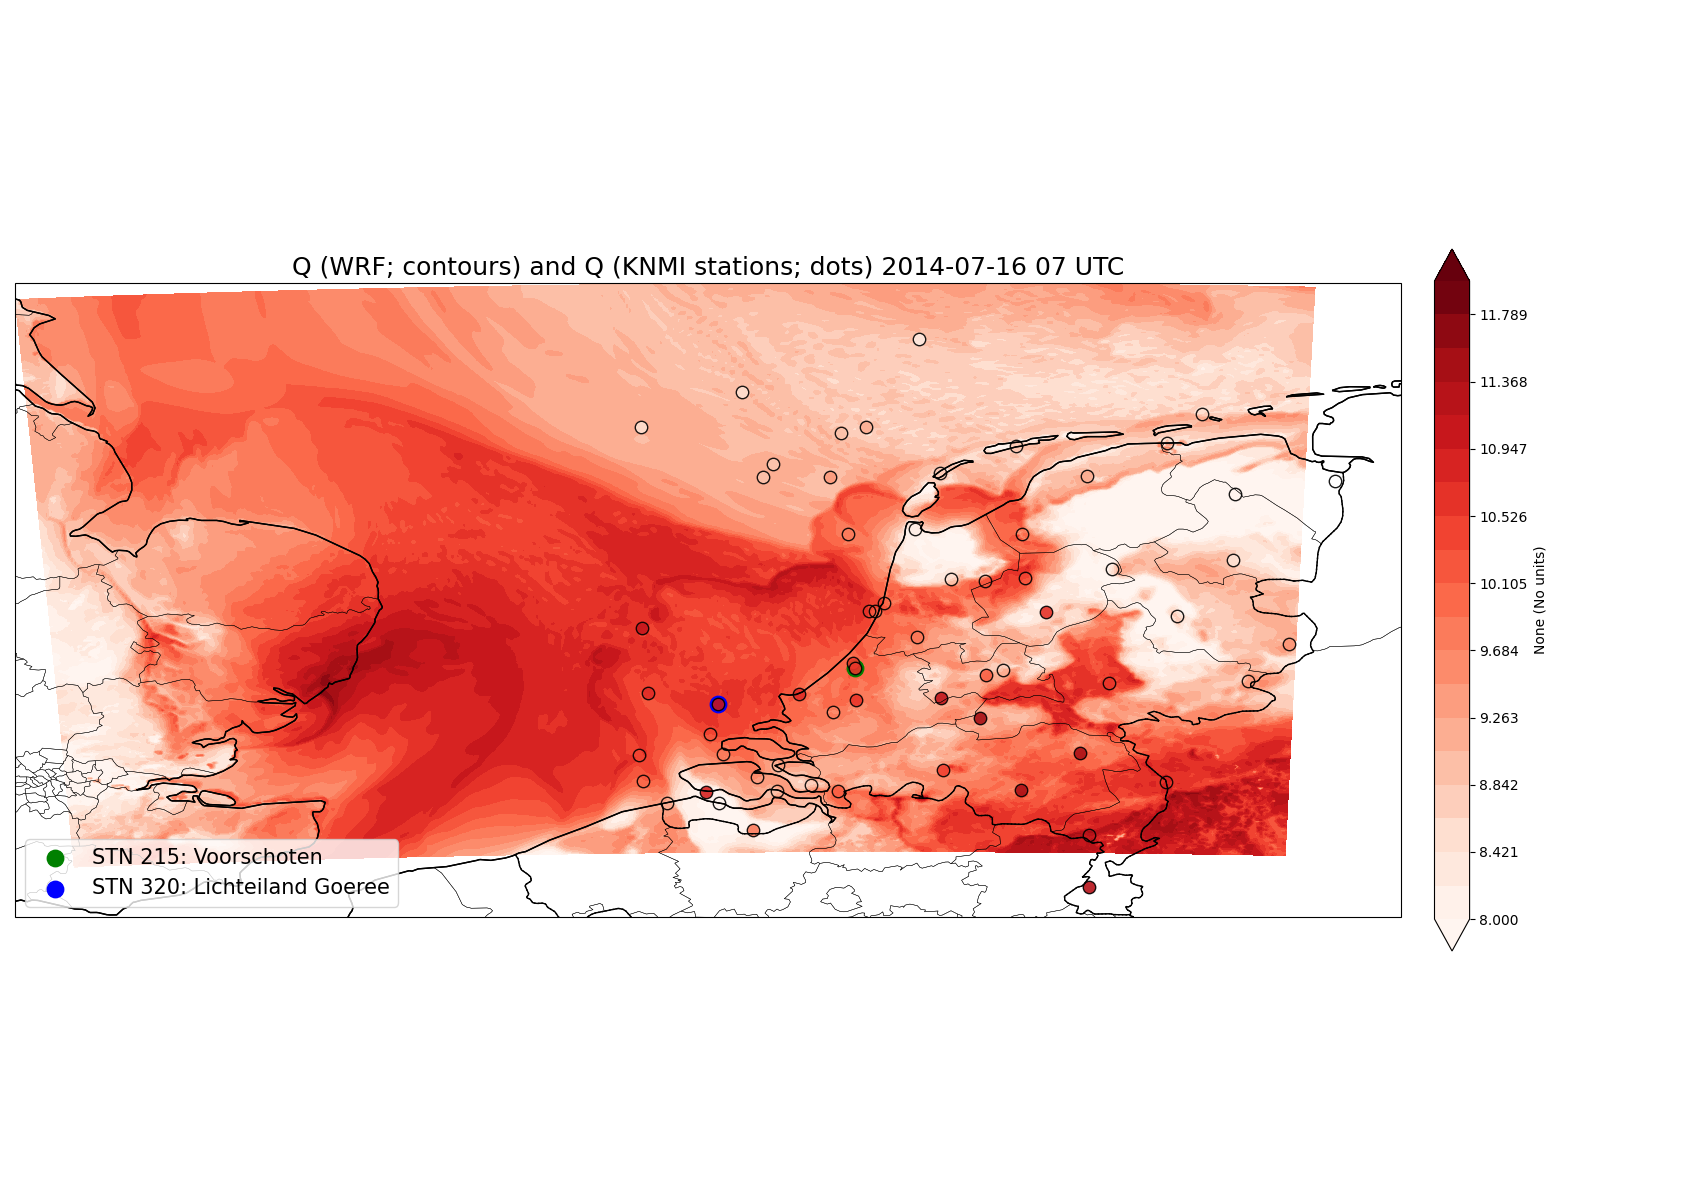 Q (WRF; contours) and Q (KNMI stations; dots) 2014-07-16 07 UTC
11.789
11.368
10.947
10.526
10.105
9.684
9.263
8.842
8.421
8.000
None (No units)
STN 215: Voorschoten
STN 320: Lichteiland Goeree